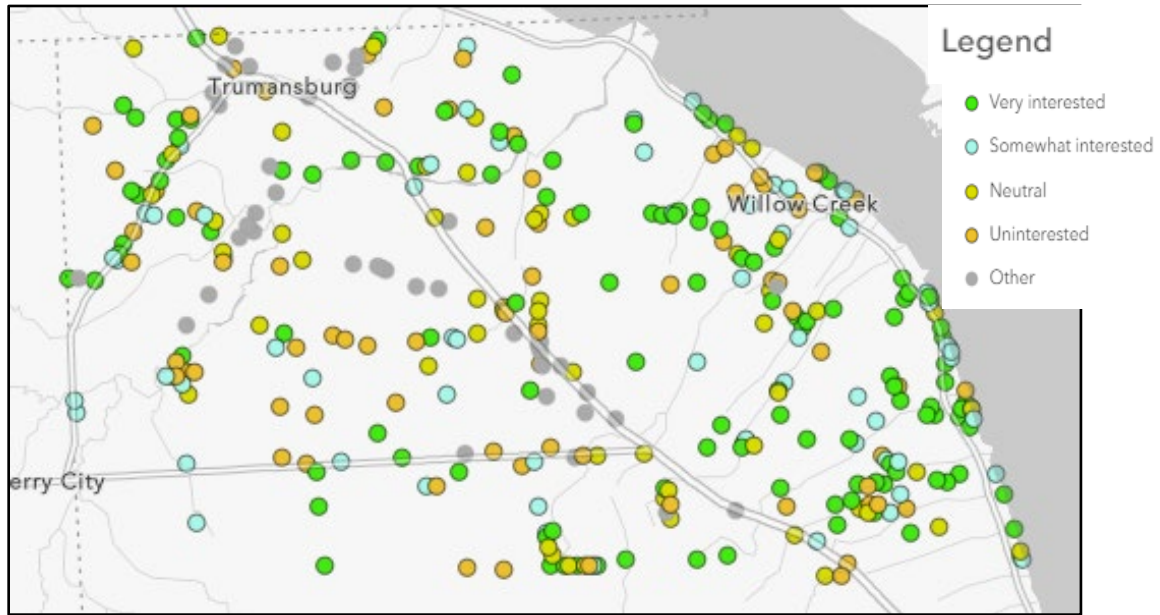 Legend
Very interested
Somewhat interested
Neutral
Uninterested
Other
Trumansburg
Willow Creek
erry City